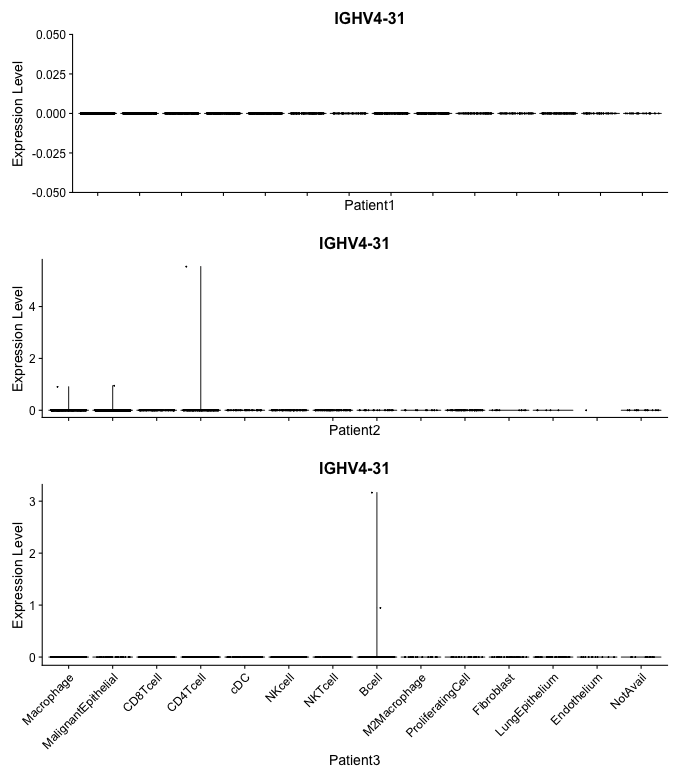 IGHV4-31
Expression Level
0.050
0.025
0.000
-0.025
-0.050
Patient1
IGHV4-31
Expression Level
4
2
0
Patient2
IGHV4-31
Expression Level
3
2
1
0
Macrophage
MalignantEpithelial
CD8Tcell
CD4Tcell
cDC
NKcell
NKTcell
Bcell
M2Macrophage
ProliferatingCell
Fibroblast
LungEpithelium
Endothelium
NotAvail
Patient3